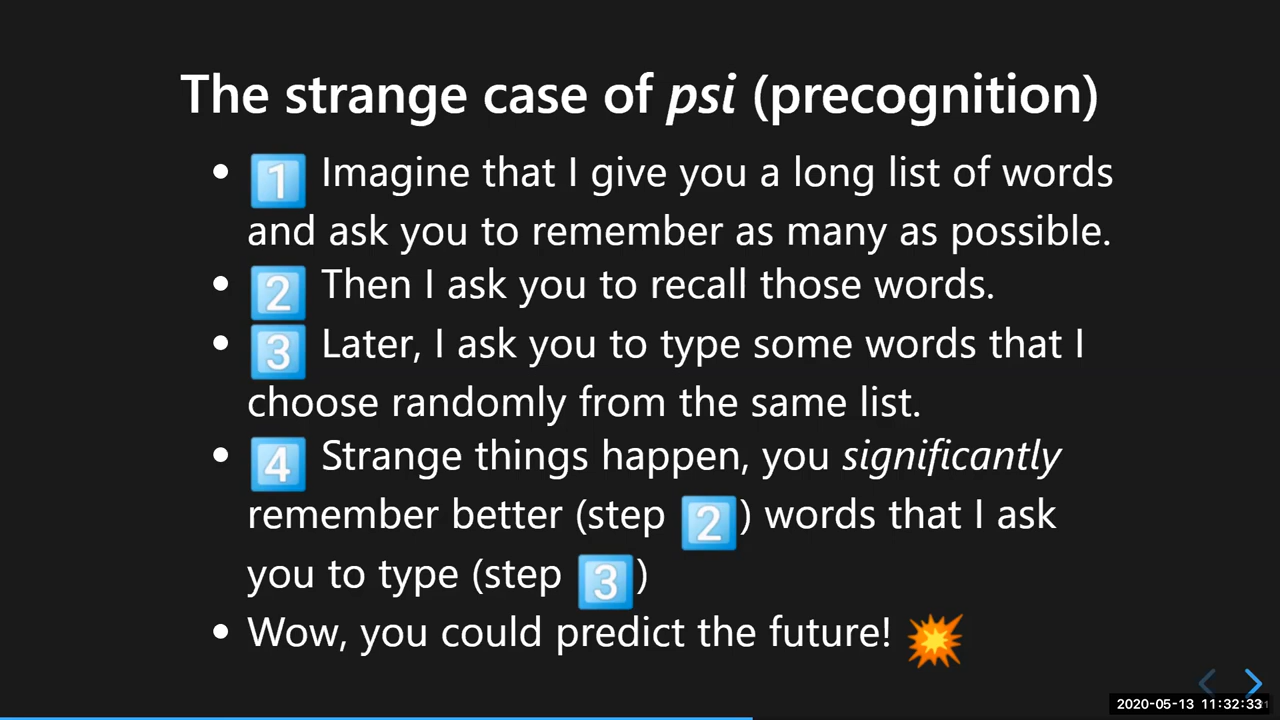 The strange case of psi (precognition)
• 1️⃣ Imagine that I give you a long list of words
and ask you to remember as many as possible.
• 2️⃣ Then I ask you to recall those words.
• 3️⃣ Later, I ask you to type some words that I
choose randomly from the same list.
• 4️⃣ Strange things happen, you significantly
remember better (step 2️⃣) words that I ask
you to type (step 3️⃣)
• Wow, you could predict the future! 💥
2020-05-13 11:32:33